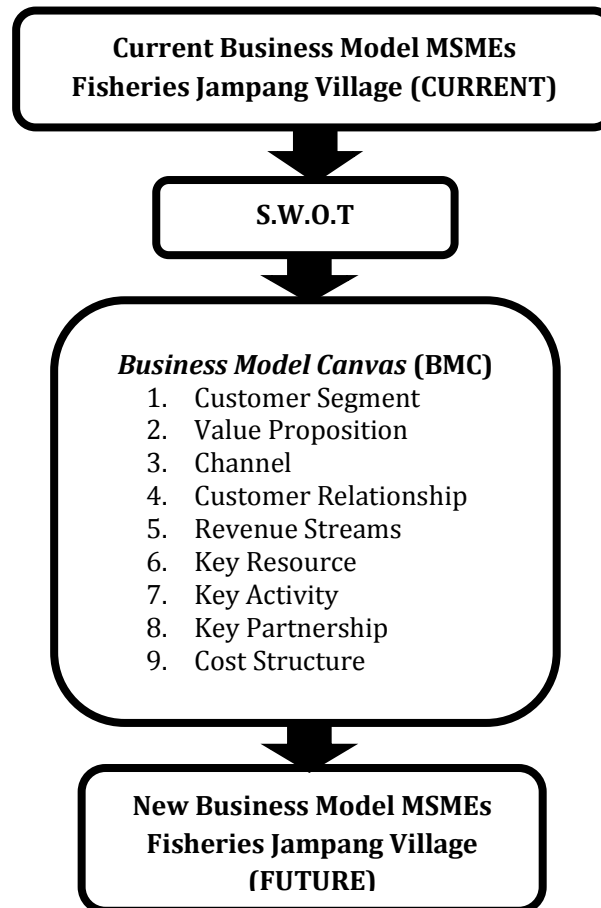 Current Business Model MSMEs
Fisheries Jampang Village (CURRENT)
S.W.O.T
Business Model Canvas (BMC)
1. Customer Segment
2. Value Proposition
3. Channel
4. Customer Relationship
5. Revenue Streams
6. Key Resource
7. Key Activity
8. Key Partnership
9. Cost Structure
New Business Model MSMEs
Fisheries Jampang Village
(FUTURE)